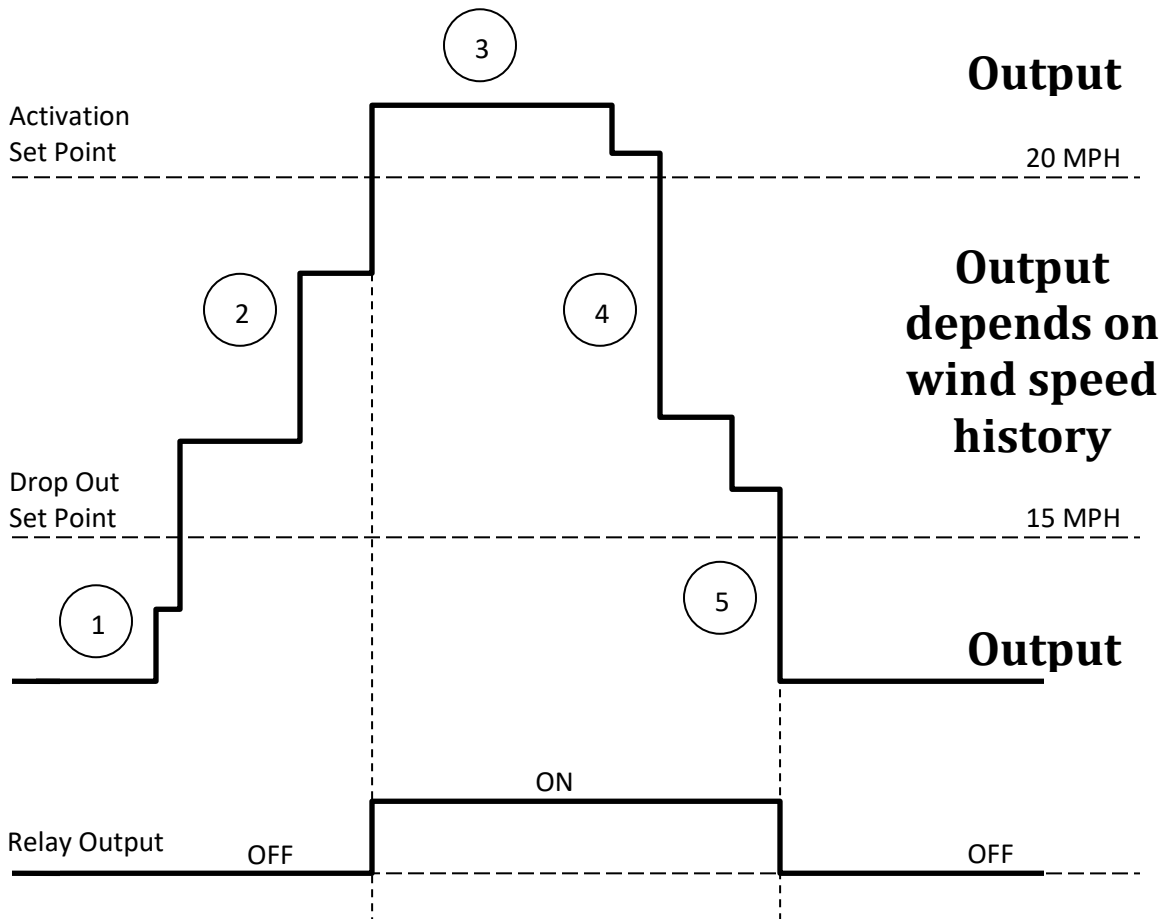 3
Output
Activation
Set Point
20 MPH
2
4
Output
depends on
wind speed
history
Drop Out
Set Point
15 MPH
1
5
Output
ON
Relay Output
OFF
OFF